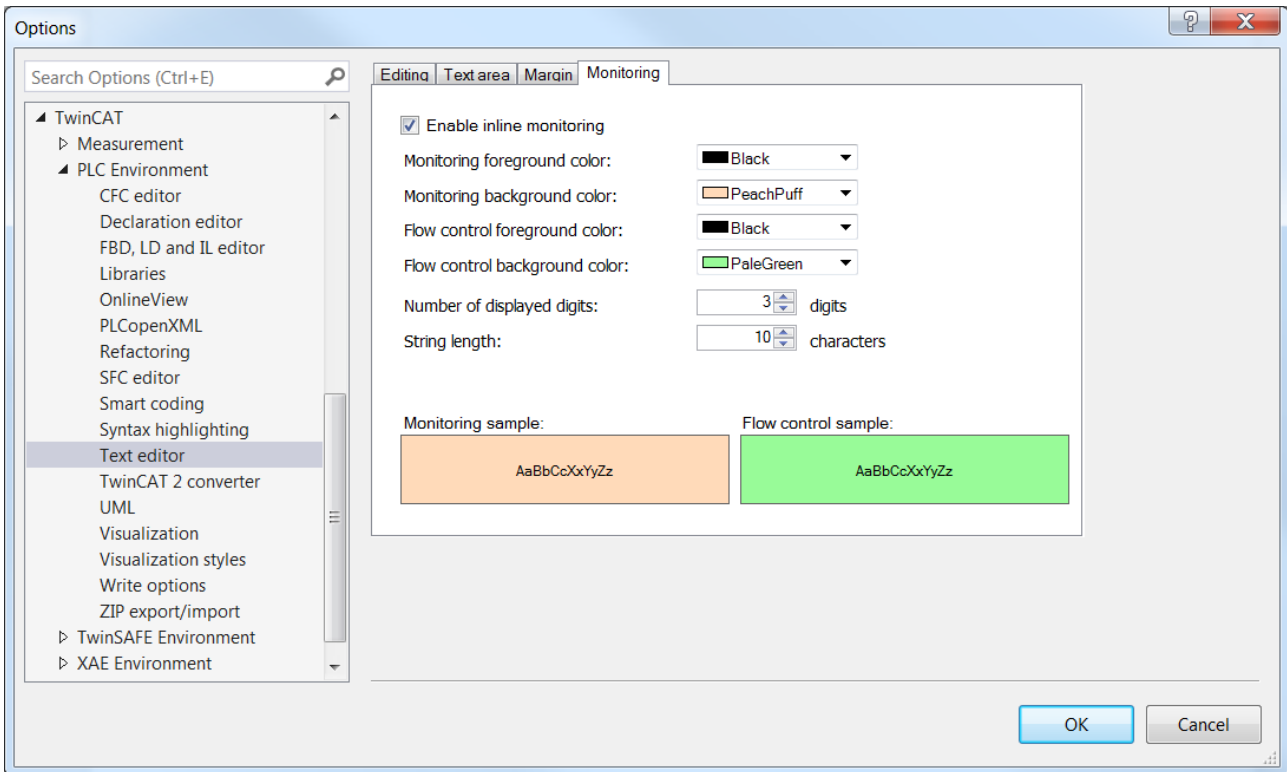 Options
Search Options (Ctrl+E)
TwinCAT
Measurement
PLC Environment
CFC editor
Declaration editor
FBD, LD and IL editor
Libraries
OnlineView
PLCopenXML
Refactoring
SFC editor
Smart coding
Syntax highlighting
Text editor
TwinCAT 2 converter
UML
Visualization
Visualization styles
Write options
ZIP export/import
TwinSAFE Environment
XAE Environment
Editing Text area Margin Monitoring
Enable inline monitoring
Monitoring foreground color: Black
Monitoring background color: PeachPuff
Flow control foreground color: Black
Flow control background color: PaleGreen
Number of displayed digits: 3 digits
String length: 10 characters
Monitoring sample: Flow control sample:
AaBbCcXxYyZz AaBbCcXxYyZz
OK Cancel